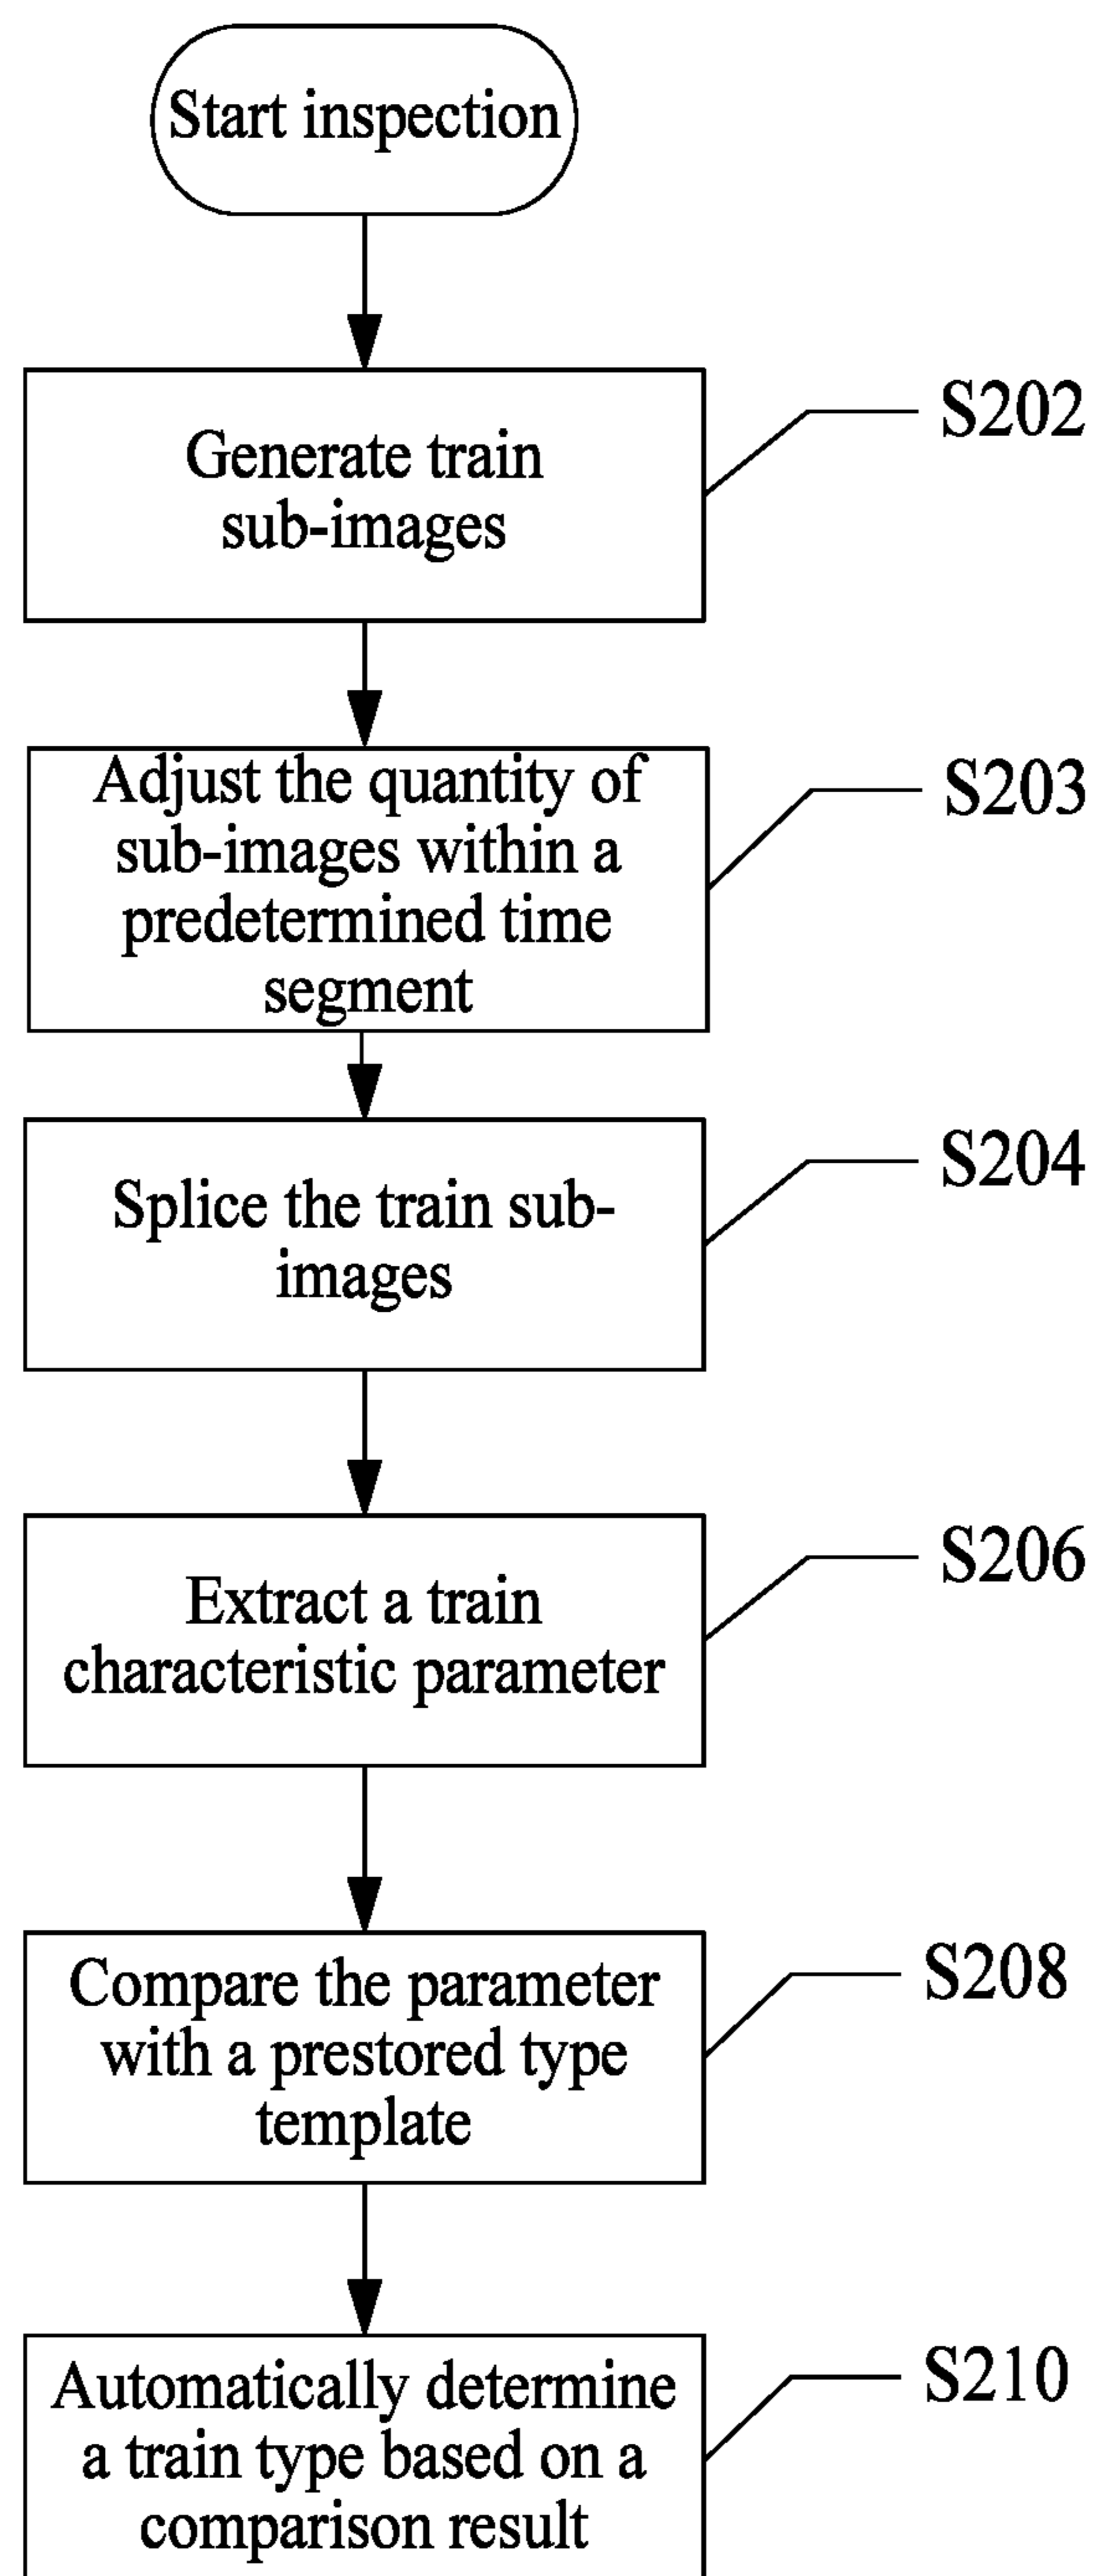 Start inspection
Generate train
sub-images
S202
Adjust the quantity of
sub-images within a
predetermined time
segment
S203
Splice the train sub-
images
S204
Extract a train
characteristic parameter
S206
Compare the parameter
with a prestored type
template
S208
Automatically determine
a train type based on a
comparison result
S210